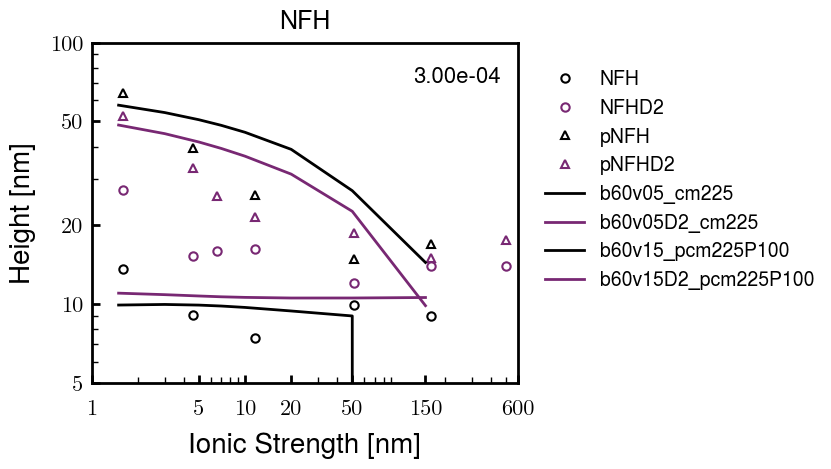 NFH
3.00e-04
Height [nm]
100
50
20
10
5
1
5
10
20
50
150
600
Ionic Strength [nm]
NFH
NFHD2
pNFH
pNFHD2
b60v05_cm225
b60v05D2_cm225
b60v15_pcm225P100
b60v15D2_pcm225P100